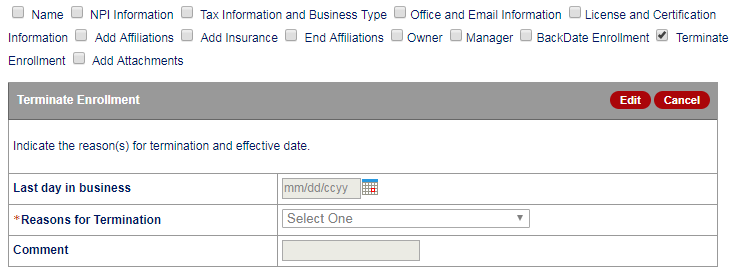 Name NPI Information Tax Information and Business Type Office and Email Information License and Certification
Information Add Affiliations Add Insurance End Affiliations Owner Manager BackDate Enrollment Terminate
Enrollment Add Attachments
Terminate Enrollment Edit Cancel
Indicate the reason(s) for termination and effective date.
Last day in business mm/dd/ccyy
*Reasons for Termination Select One
Comment